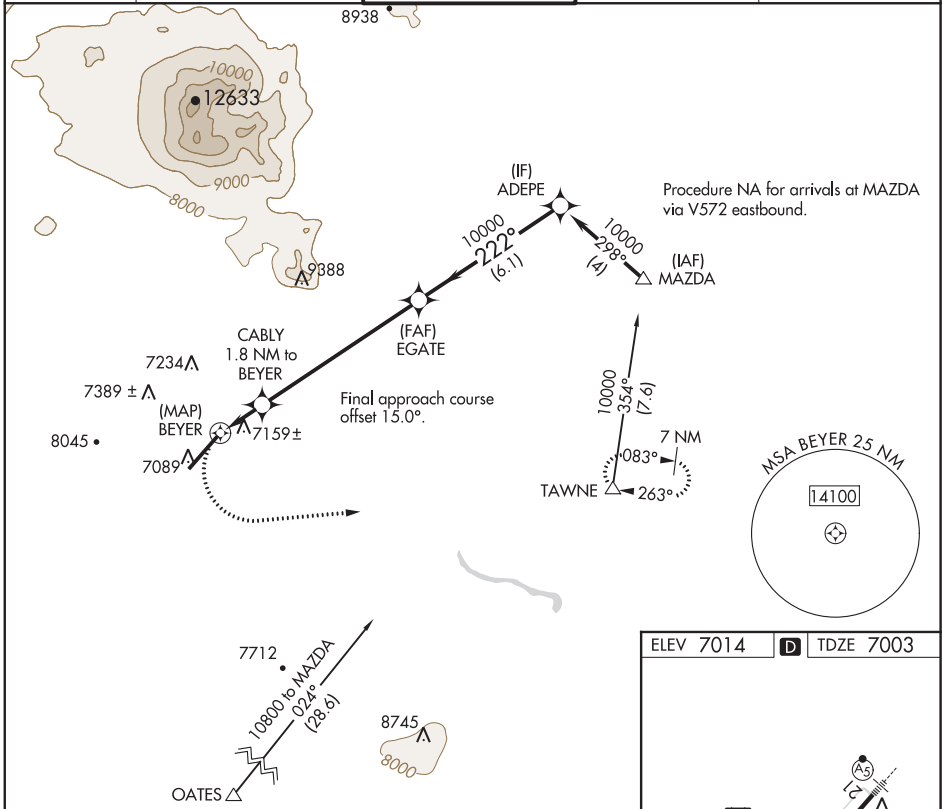 8938
10000
12633
9000
8000
9388
(IF)
ADEPE
Procedure NA for arrivals at MAZDA
via V572 eastbound.
10000
222°
(6.1)
10000
298°
(4)
(IAF)
MAZDA
(FAF)
EGATE
CABLY
1.8 NM to
BEYER
7234
7389 ±
(MAP)
BEYER
7159±
8045
7089
Final approach course
offset 15.0°.
10000
354°
(7.6)
7 NM
083°
263°
TAWNE
MSA BEYER 25 NM
14100
7712
10800 to MAZDA
024°
(28.6)
8745
8000
OATES
ELEV 7014
D
TDZE 7003
A5
21